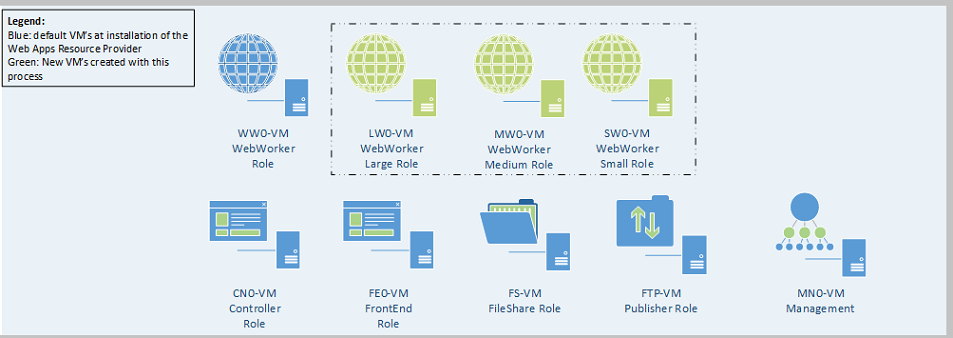 Legend:
Blue: default VM's at installation of the
Web Apps Resource Provider
Green: New VM's created with this
process
WW0-VM
WebWorker
Role
LW0-VM
WebWorker
Large Role
MW0-VM
WebWorker
Medium Role
SW0-VM
WebWorker
Small Role
CN0-VM
Controller
Role
FE0-VM
FrontEnd
Role
FS-VM
FileShare Role
FTP-VM
Publisher Role
MN0-VM
Management